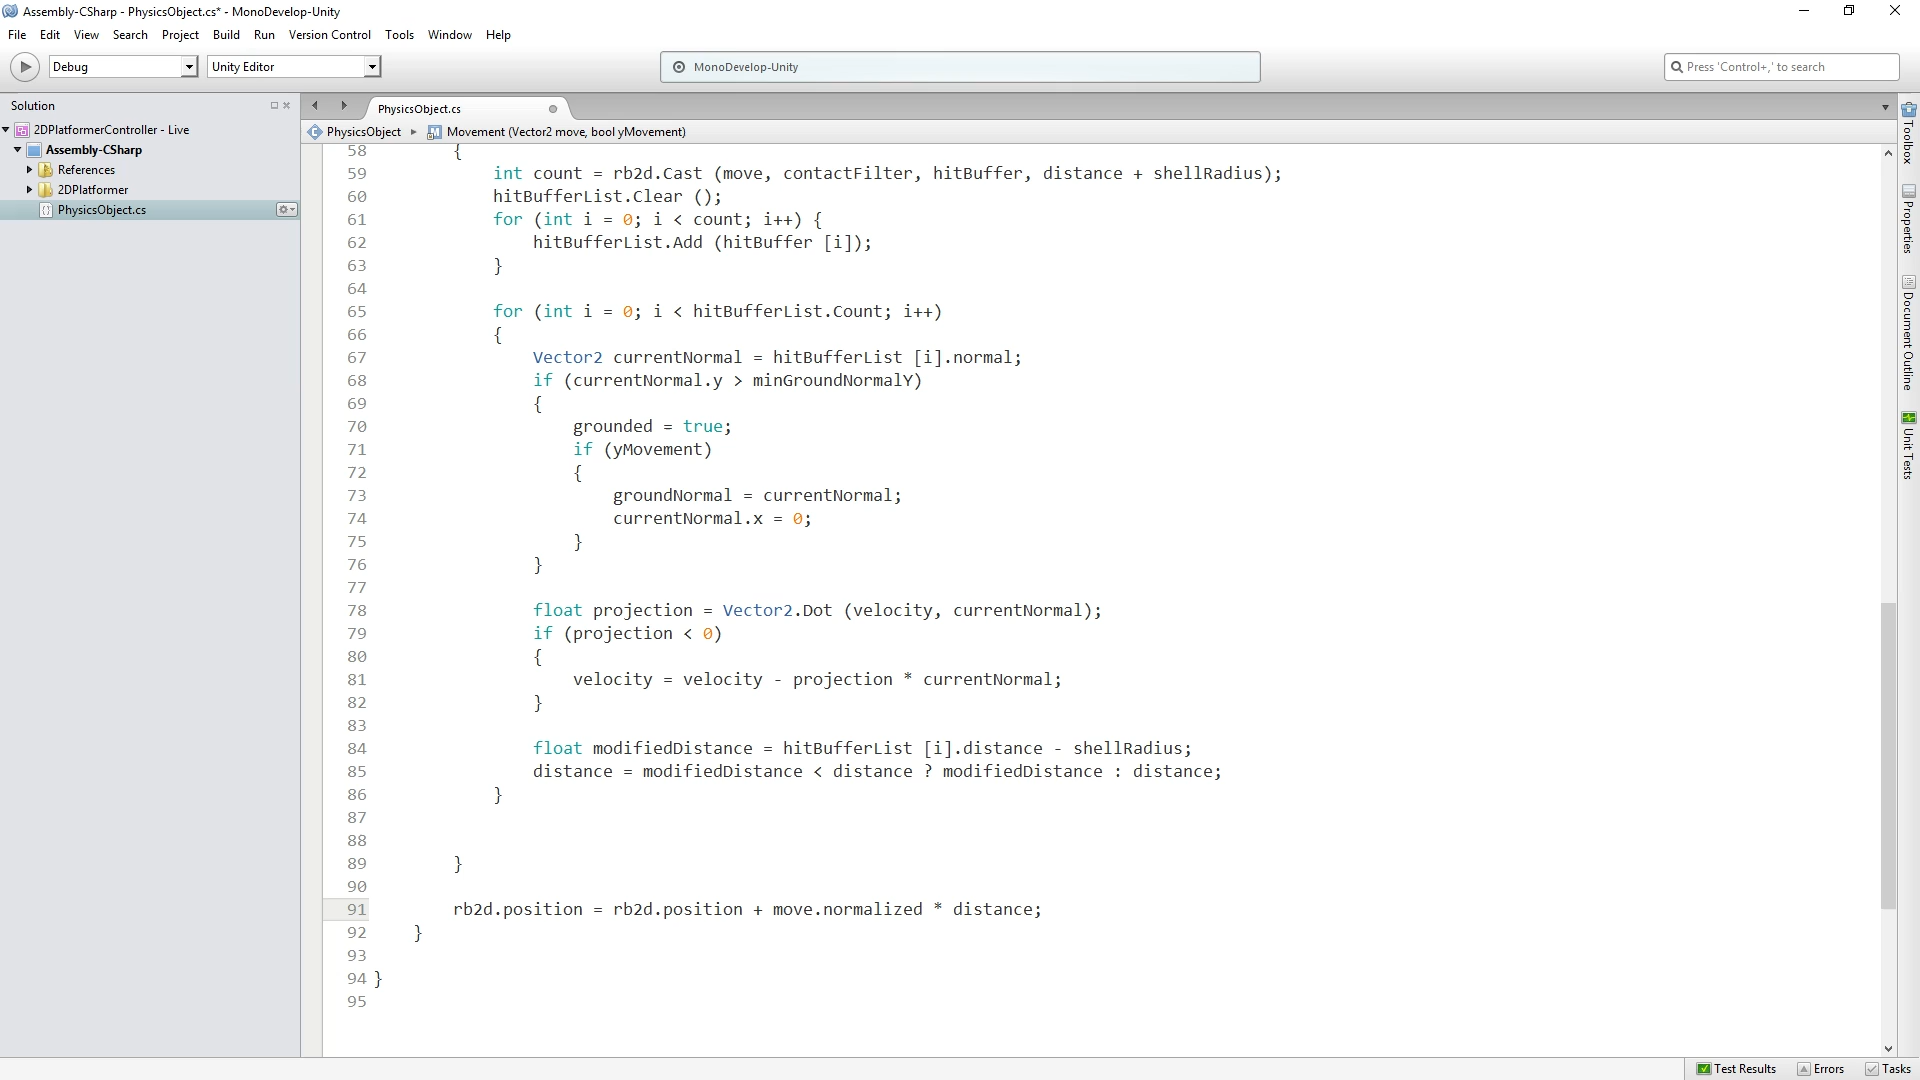 Assembly-CSharp - PhysicsObject.cs* - MonoDevelop-Unity
File Edit View Search Project Build Run Version Control Tools Window Help
Debug Unity Editor MonoDevelop-Unity Press 'Control+,' to search
Solution
2DPlatformerController - Live
Assembly-CSharp
References
2DPlatformer
PhysicsObject.cs
PhysicsObject.cs
PhysicsObject Movement (Vector2 move, bool yMovement)
58 {
59 int count = rb2d.Cast (move, contactFilter, hitBuffer, distance + shellRadius);
60 hitBufferList.Clear ();
61 for (int i = 0; i < count; i++) {
62 hitBufferList.Add (hitBuffer [i]);
63 }
64
65 for (int i = 0; i < hitBufferList.Count; i++)
66 {
67 Vector2 currentNormal = hitBufferList [i].normal;
68 if (currentNormal.y > minGroundNormalY)
69 {
70 grounded = true;
71 if (yMovement)
72 {
73 groundNormal = currentNormal;
74 currentNormal.x = 0;
75 }
76 }
77
78 float projection = Vector2.Dot (velocity, currentNormal);
79 if (projection < 0)
80 {
81 velocity = velocity - projection * currentNormal;
82 }
83
84 float modifiedDistance = hitBufferList [i].distance - shellRadius;
85 distance = modifiedDistance < distance ? modifiedDistance : distance;
86 }
87
88
89 }
90
91 rb2d.position = rb2d.position + move.normalized * distance;
92 }
93
94 }
95
Toolbox
Properties
Document Outline
Unit Tests
Test Results Errors Tasks